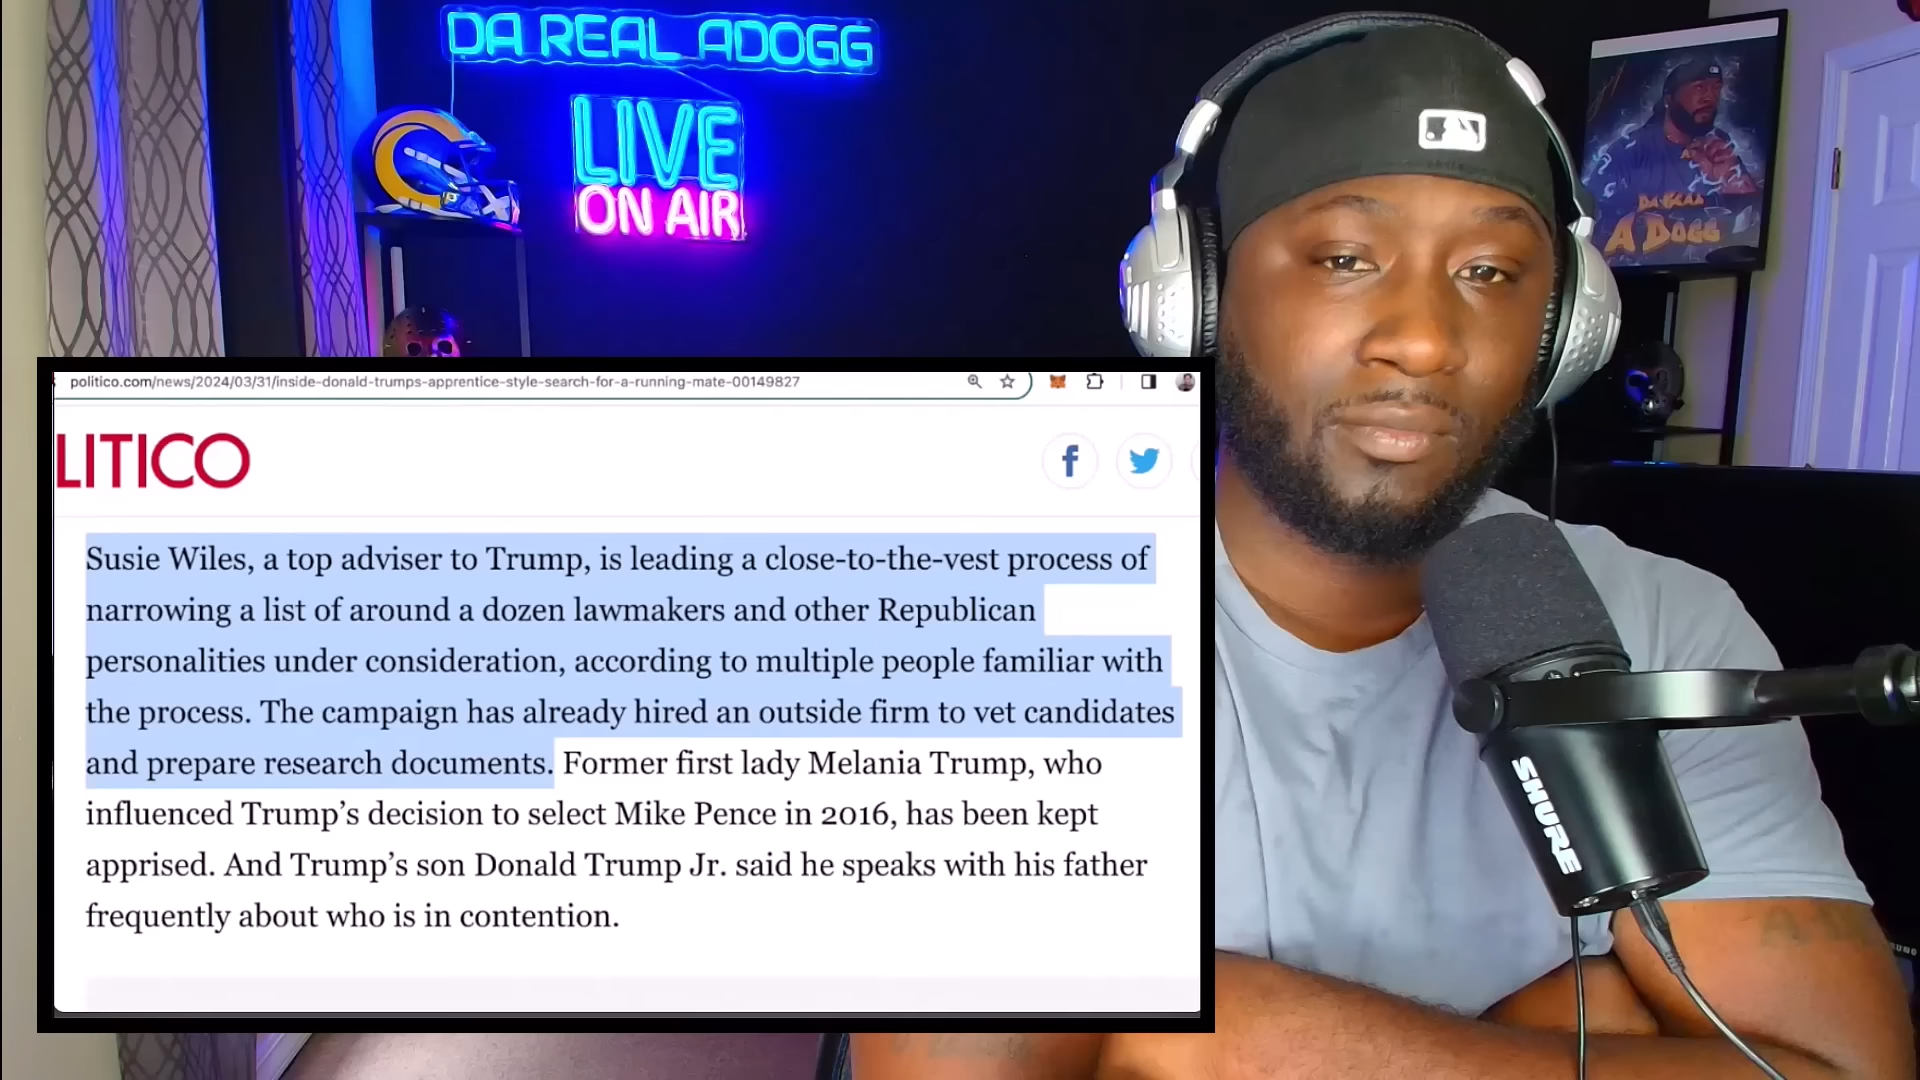 DA REAL ADOGG
LIVE
ON AIR
DA REAL
A DOGG
politico.com/news/2024/03/31/inside-donald-trumps-apprentice-style-search-for-a-running-mate-00149827
LITICO
Susie Wiles, a top adviser to Trump, is leading a close-to-the-vest process of
narrowing a list of around a dozen lawmakers and other Republican
personalities under consideration, according to multiple people familiar with
the process. The campaign has already hired an outside firm to vet candidates
and prepare research documents. Former first lady Melania Trump, who
influenced Trump’s decision to select Mike Pence in 2016, has been kept
apprised. And Trump’s son Donald Trump Jr. said he speaks with his father
frequently about who is in contention.
SHURE